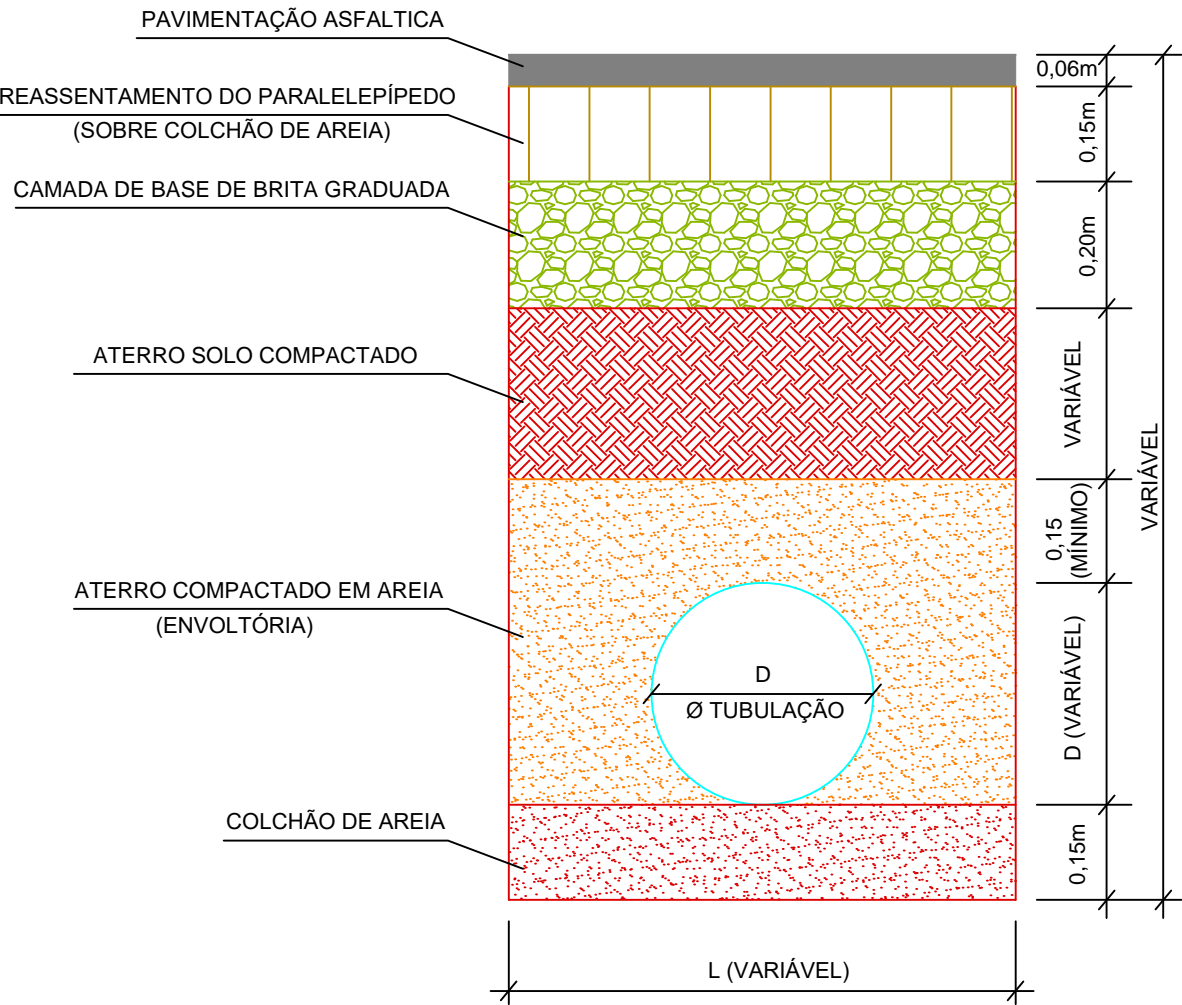 PAVIMENTAÇÃO ASFALTICA
REASSENTAMENTO DO PARALELEPÍPEDO
(SOBRE COLCHÃO DE AREIA)
CAMADA DE BASE DE BRITA GRADUADA
ATERRO SOLO COMPACTADO
ATERRO COMPACTADO EM AREIA
(ENVOLTÓRIA)
COLCHÃO DE AREIA
D
Ø TUBULAÇÃO
0,06m
0,15m
0,20m
VARIÁVEL
0,15
(MÍNIMO)
D (VARIÁVEL)
0,15m
VARIÁVEL
L (VARIÁVEL)